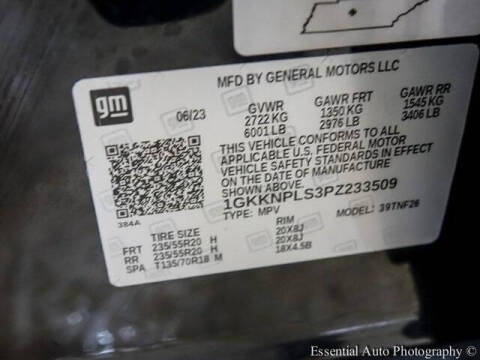 MFD BY GENERAL MOTORS LLC
gm
06/23 GVWR GAWR FRT GAWR RR
2722 KG 1350 KG 1545 KG
6001 LB 2976 LB 3406 LB
THIS VEHICLE CONFORMS TO ALL
APPLICABLE U.S. FEDERAL MOTOR
VEHICLE SAFETY STANDARDS IN EFFECT
ON THE DATE OF MANUFACTURE
SHOWN ABOVE.
1GKKNPLS3PZ233509
TYPE: MPV MODEL: 39TNF26
384A
TIRE SIZE RIM
FRT 235/55R20 H 20X8J
RR 235/55R20 H 20X8J
SPA T135/70R18 M 18X4.5B
Essential Auto Photography ©